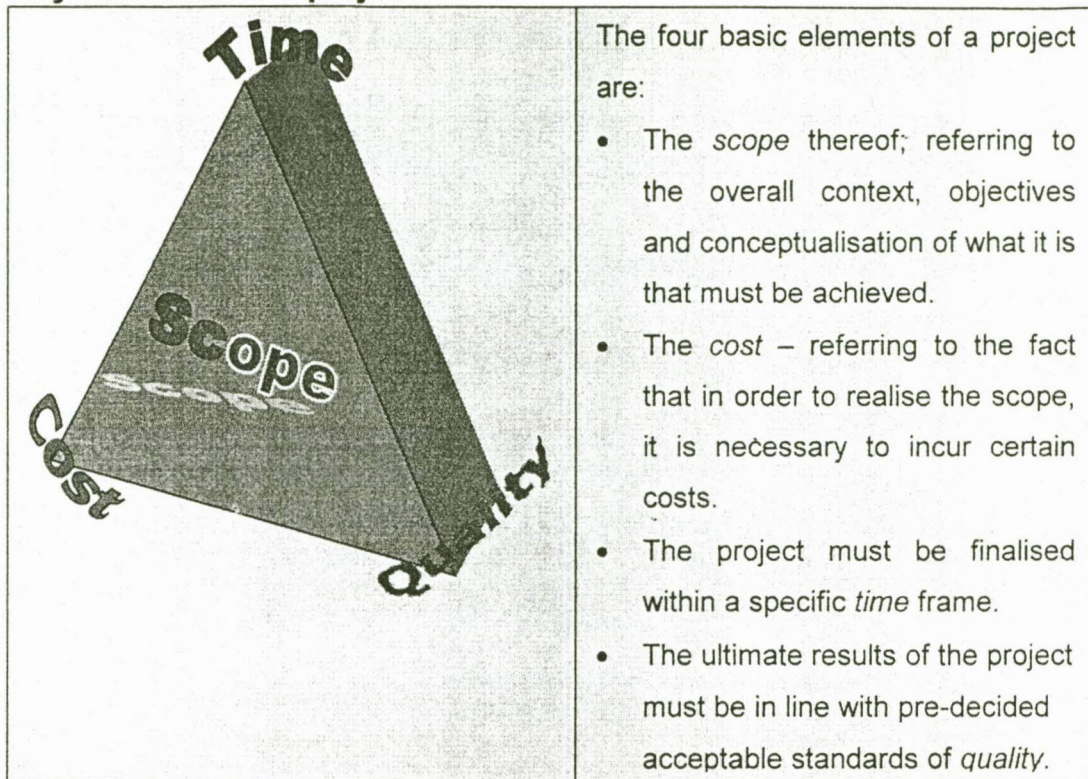 Time
Scope
scope
Cost
Quality
The four basic elements of a project
are:
• The scope thereof; referring to
the overall context, objectives
and conceptualisation of what it is
that must be achieved.
• The cost – referring to the fact
that in order to realise the scope,
it is necessary to incur certain
costs.
• The project must be finalised
within a specific time frame.
• The ultimate results of the project
must be in line with pre-decided
acceptable standards of quality.